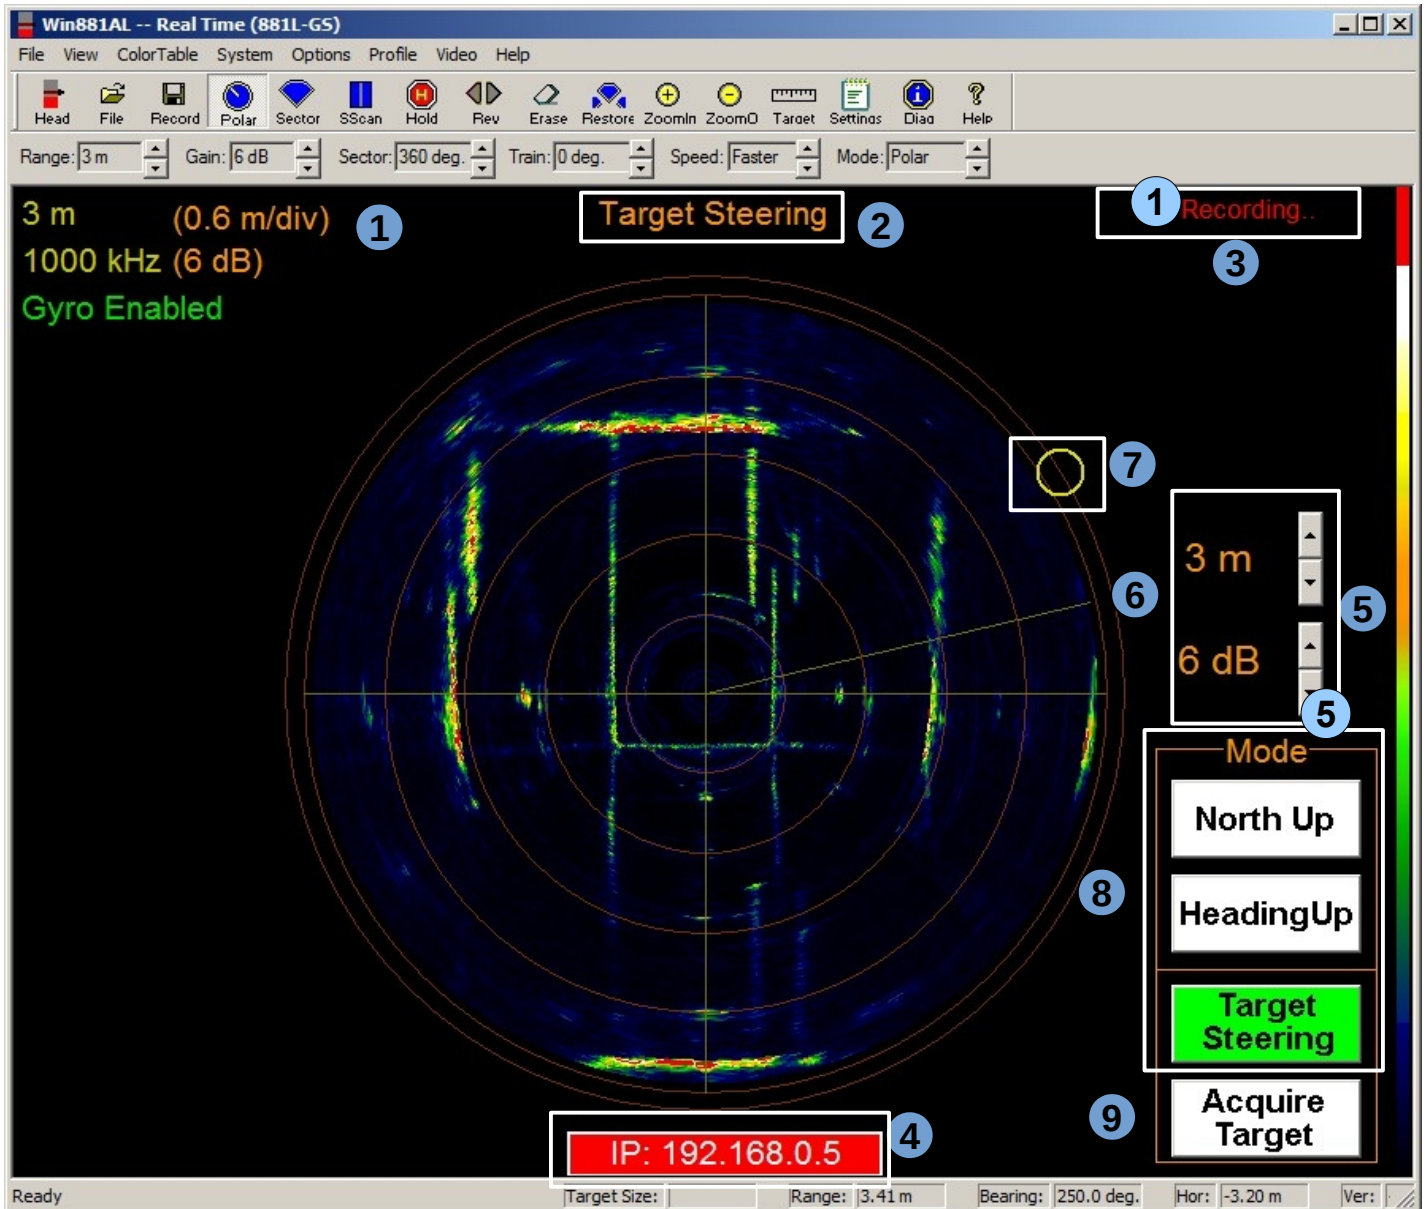 Win881AL -- Real Time (881L-GS)
File View ColorTable System Options Profile Video Help
Head File Record Polar Sector SScan Hold Rev Erase Restore ZoomIn ZoomO Target Settings Diag Help
Range: 3 m Gain: 6 dB Sector: 360 deg. Train: 0 deg. Speed: Faster Mode: Polar
3 m (0.6 m/div) 1 Target Steering 2 1 Recording..
3
1000 kHz (6 dB)
Gyro Enabled
7
3 m
6
5
6 dB
5
Mode
North Up
8
HeadingUp
Target
Steering
9
Acquire
Target
IP: 192.168.0.5 4
Ready Target Size: Range: 3.41 m Bearing: 250.0 deg. Hor: -3.20 m Ver: